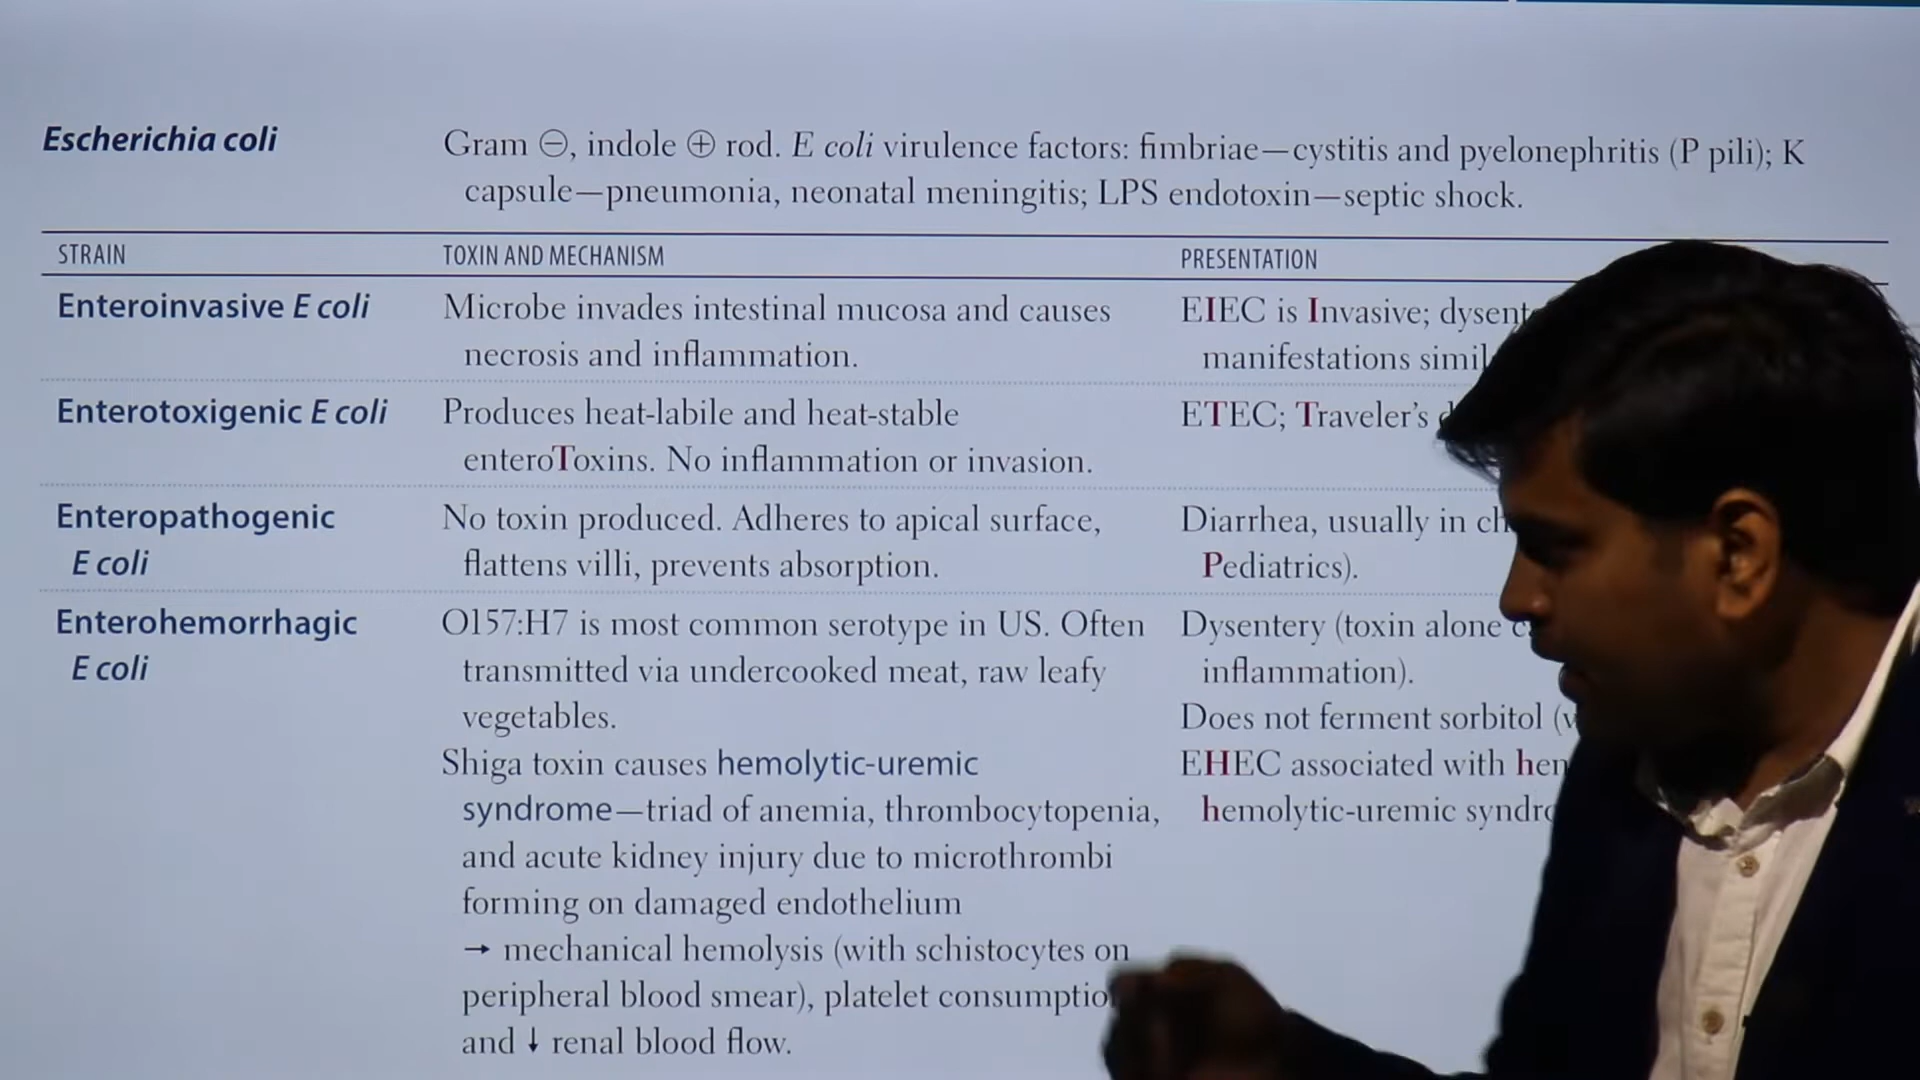 Escherichia coli
Gram ⊖, indole ⊕ rod. E coli virulence factors: fimbriae—cystitis and pyelonephritis (P pili); K
capsule—pneumonia, neonatal meningitis; LPS endotoxin—septic shock.
STRAIN TOXIN AND MECHANISM PRESENTATION
Enteroinvasive E coli
Microbe invades intestinal mucosa and causes
necrosis and inflammation.
EIEC is Invasive;
manifestations
Enterotoxigenic E coli
Produces heat-labile and heat-stable
enteroToxins. No inflammation or invasion.
ETEC; Traveler's
Enteropathogenic
E coli
No toxin produced. Adheres to apical surface,
flattens villi, prevents absorption.
Diarrhea, usually in
Pediatrics).
Enterohemorrhagic
E coli
O157:H7 is most common serotype in US. Often
transmitted via undercooked meat, raw leafy
vegetables.
Shiga toxin causes hemolytic-uremic
syndrome—triad of anemia, thrombocytopenia,
and acute kidney injury due to microthrombi
forming on damaged endothelium
→ mechanical hemolysis (with schistocytes on
peripheral blood smear), platelet
and ↓ renal blood flow.
Dysentery (toxin alone
inflammation).
Does not ferment sorbitol
EHEC associated with
hemolytic-uremic